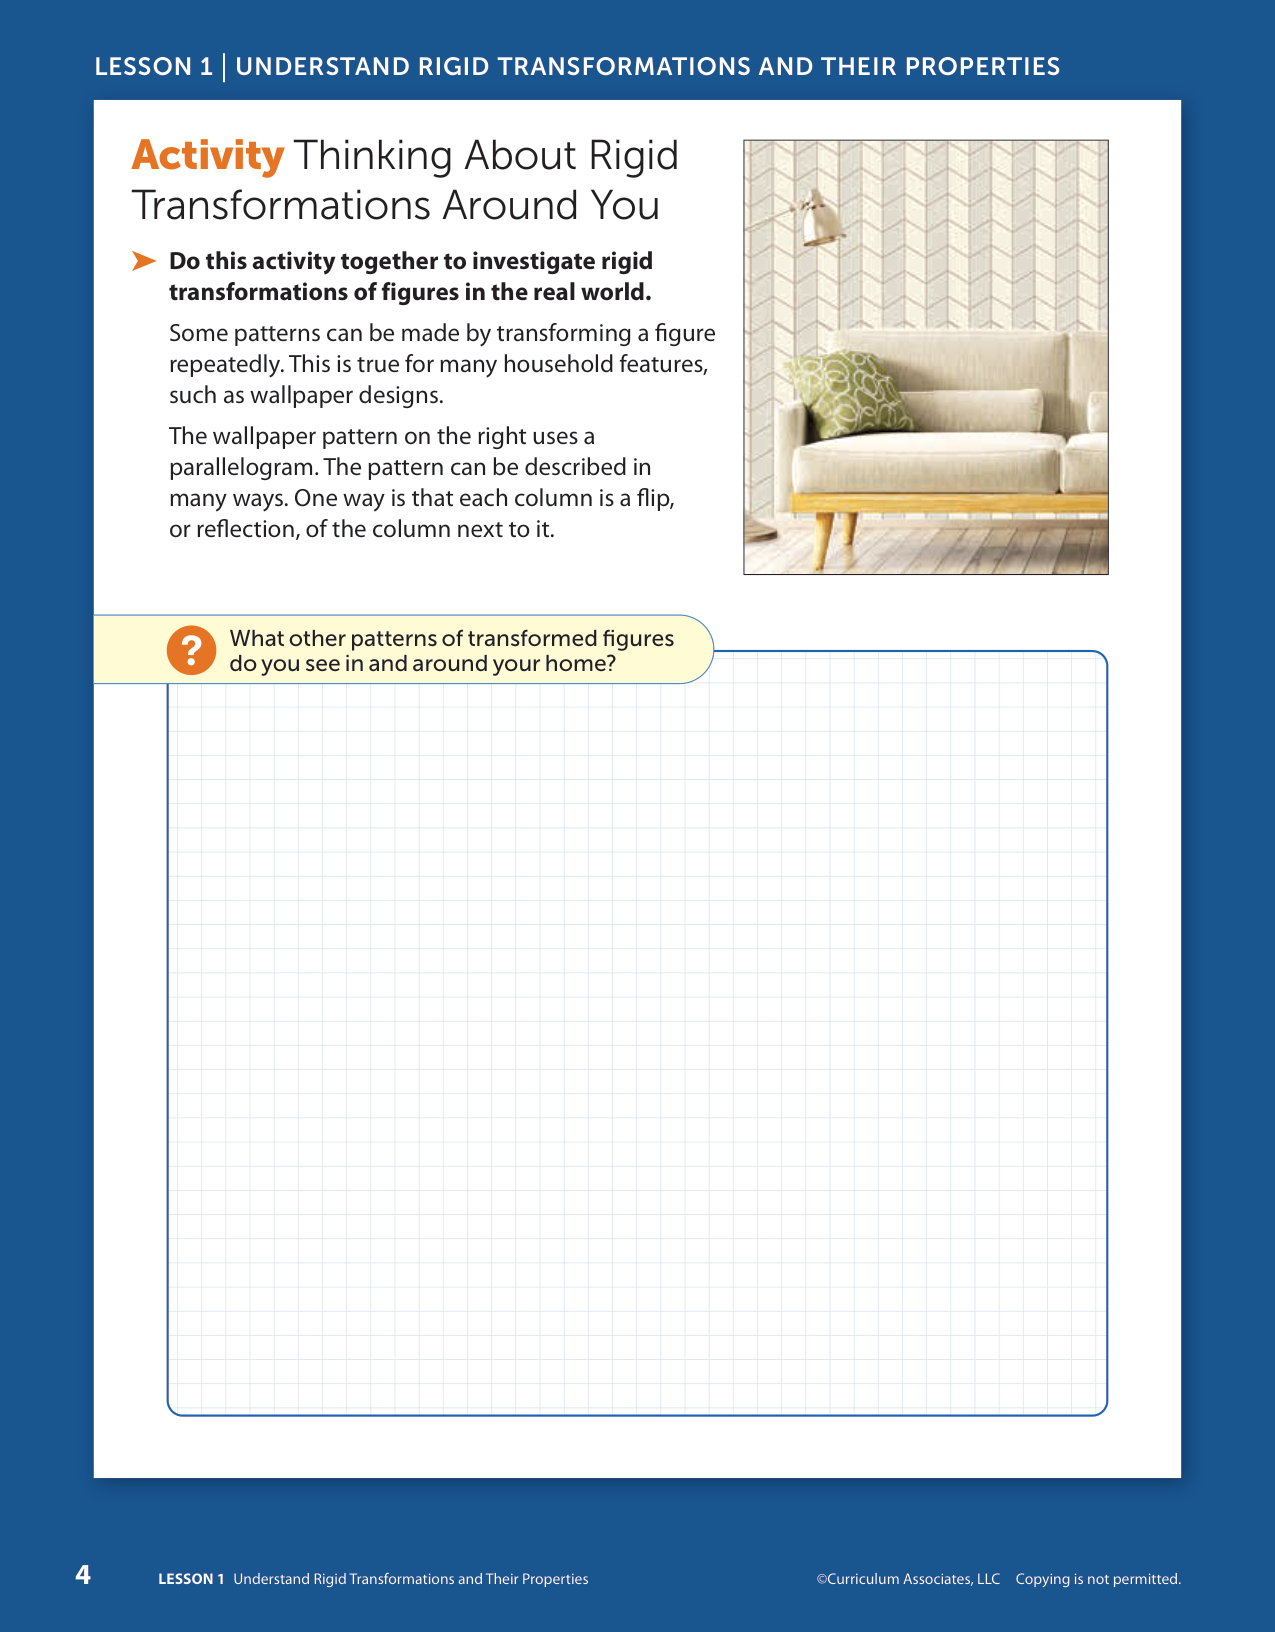 LESSON 1 | UNDERSTAND RIGID TRANSFORMATIONS AND THEIR PROPERTIES
Activity Thinking About Rigid
Transformations Around You
Do this activity together to investigate rigid
transformations of figures in the real world.
Some patterns can be made by transforming a figure
repeatedly. This is true for many household features,
such as wallpaper designs.
The wallpaper pattern on the right uses a
parallelogram. The pattern can be described in
many ways. One way is that each column is a flip,
or reflection, of the column next to it.
? What other patterns of transformed figures
do you see in and around your home?
4 LESSON 1 Understand Rigid Transformations and Their Properties ©Curriculum Associates, LLC Copying is not permitted.